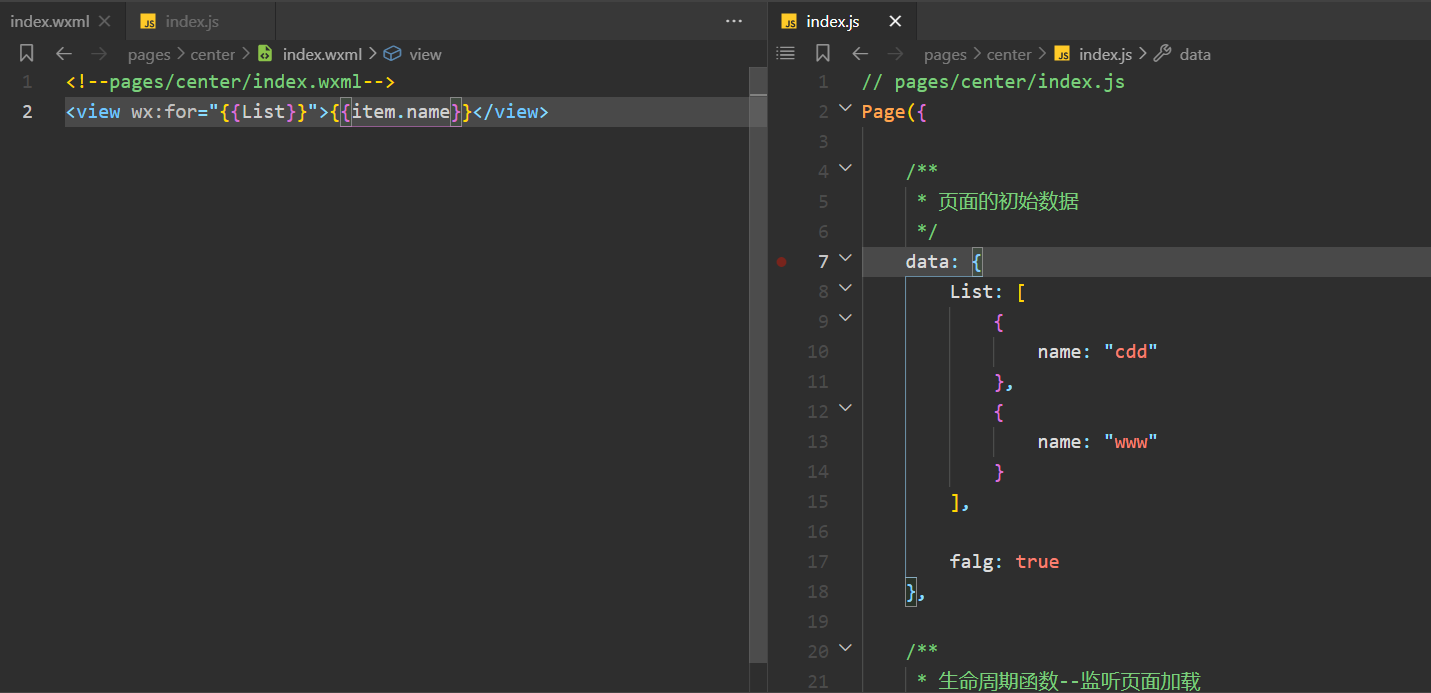 index.wxml
JS index.js
pages > center > index.wxml > view
1 <!--pages/center/index.wxml-->
2 <view wx:for="{{List}}">{{item.name}}</view>
JS index.js
pages > center > JS index.js > data
1 // pages/center/index.js
2 Page({
3
4 /**
5 * 页面的初始数据
6 */
7 data: {
8 List: [
9 {
10 name: "cdd"
11 },
12 {
13 name: "www"
14 }
15 ],
16
17 falg: true
18 },
19
20 /**
21 * 生命周期函数--监听页面加载